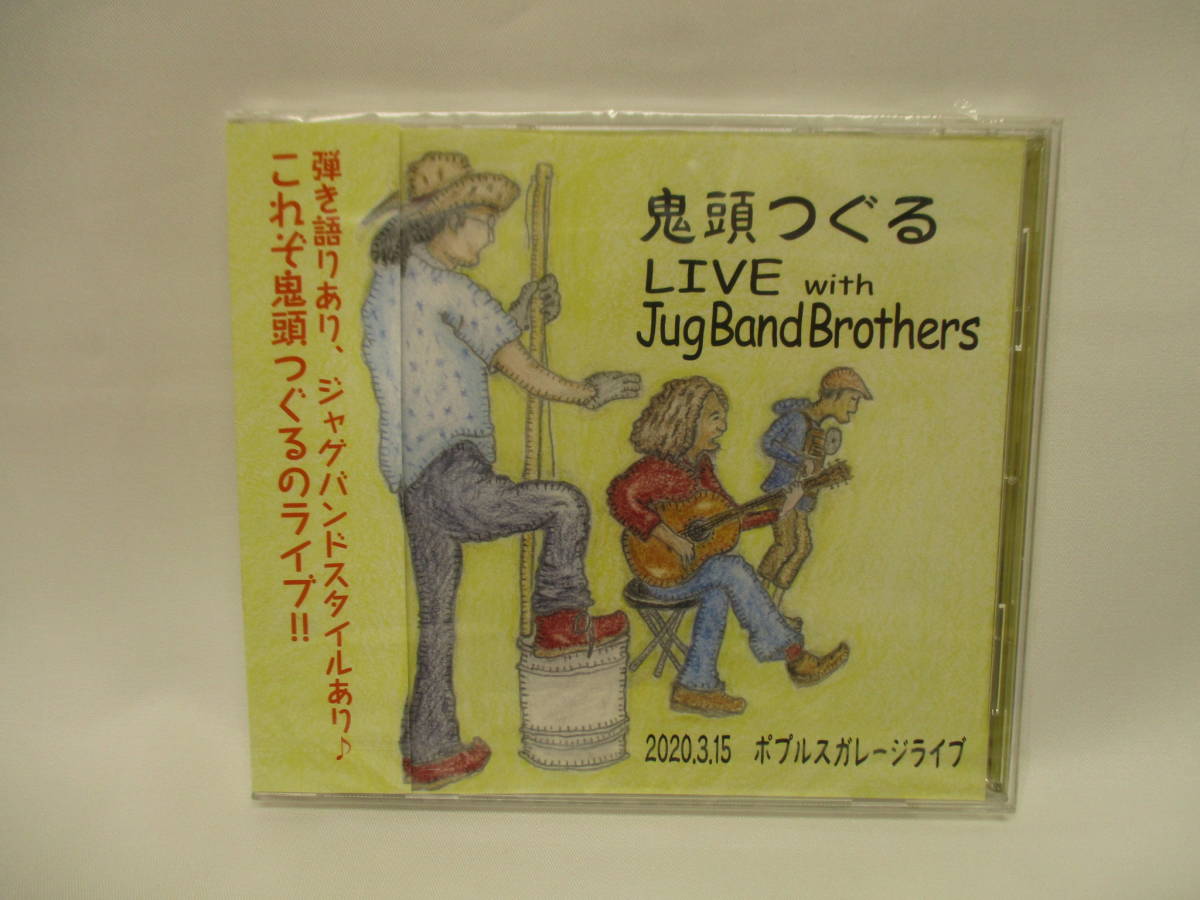 弾き語りあり、ジャグバンドスタイルあり♪
これぞ鬼頭つぐるのライブ!!
鬼頭つぐる
LIVE with
JugBandBrothers
2020.3.15 ポプルスガレージライブ